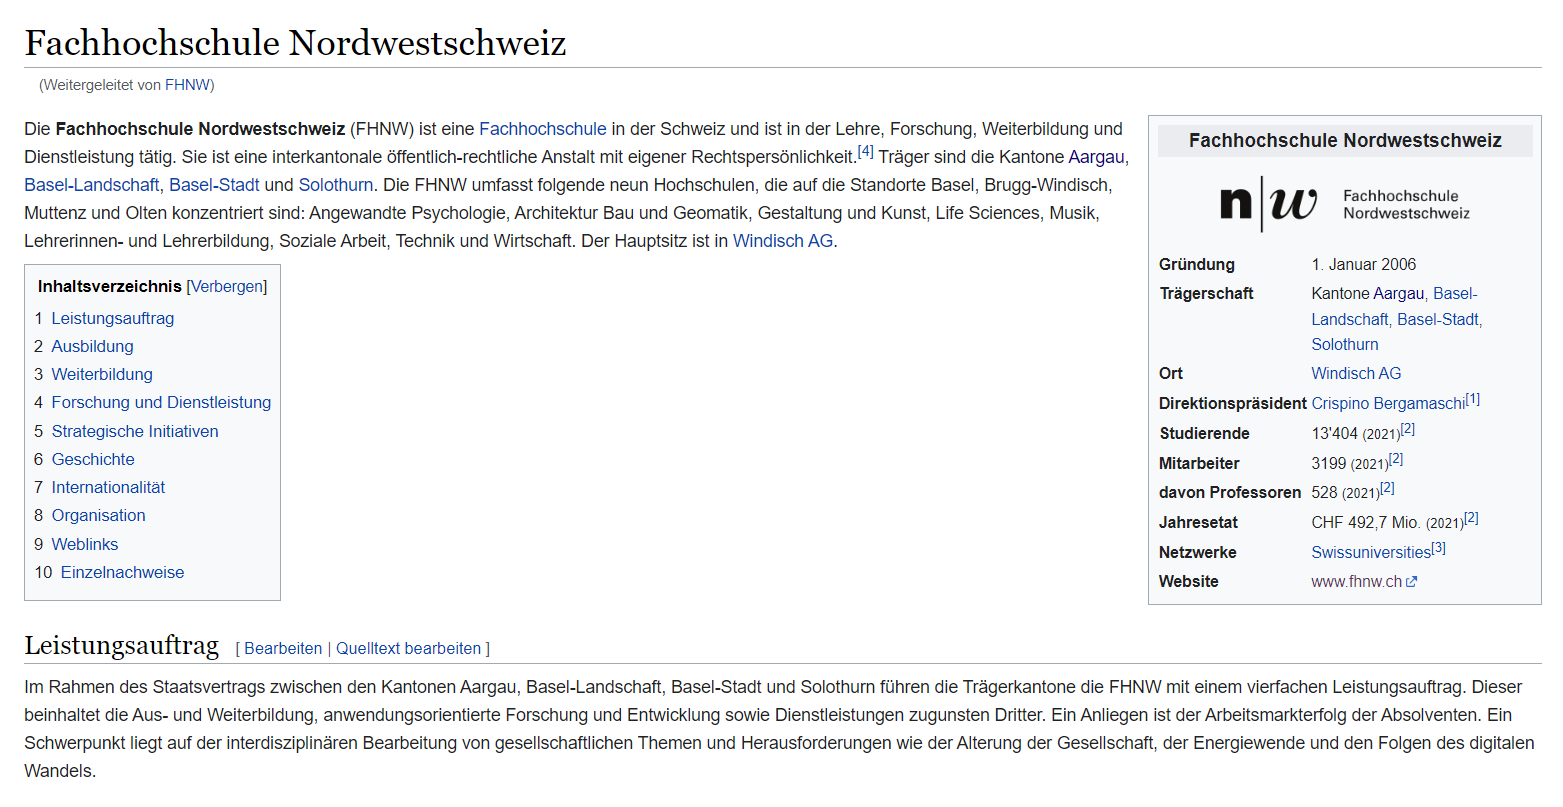 Fachhochschule Nordwestschweiz
(Weitergeleitet von FHNW)
Die Fachhochschule Nordwestschweiz (FHNW) ist eine Fachhochschule in der Schweiz und ist in der Lehre, Forschung, Weiterbildung und
Dienstleistung tätig. Sie ist eine interkantonale öffentlich-rechtliche Anstalt mit eigener Rechtspersönlichkeit.[4] Träger sind die Kantone Aargau,
Basel-Landschaft, Basel-Stadt und Solothurn. Die FHNW umfasst folgende neun Hochschulen, die auf die Standorte Basel, Brugg-Windisch,
Muttenz und Olten konzentriert sind: Angewandte Psychologie, Architektur Bau und Geomatik, Gestaltung und Kunst, Life Sciences, Musik,
Lehrerinnen- und Lehrerbildung, Soziale Arbeit, Technik und Wirtschaft. Der Hauptsitz ist in Windisch AG.
Inhaltsverzeichnis [Verbergen]
1 Leistungsauftrag
2 Ausbildung
3 Weiterbildung
4 Forschung und Dienstleistung
5 Strategische Initiativen
6 Geschichte
7 Internationalität
8 Organisation
9 Weblinks
10 Einzelnachweise
Fachhochschule Nordwestschweiz
n|w Fachhochschule
Nordwestschweiz
Gründung 1. Januar 2006
Trägerschaft Kantone Aargau, Basel-
Landschaft, Basel-Stadt,
Solothurn
Ort Windisch AG
Direktionspräsident Crispino Bergamaschi[1]
Studierende 13'404 (2021)[2]
Mitarbeiter 3199 (2021)[2]
davon Professoren 528 (2021)[2]
Jahresetat CHF 492,7 Mio. (2021)[2]
Netzwerke Swissuniversities[3]
Website www.fhnw.ch
Leistungsauftrag [ Bearbeiten | Quelltext bearbeiten ]
Im Rahmen des Staatsvertrags zwischen den Kantonen Aargau, Basel-Landschaft, Basel-Stadt und Solothurn führen die Trägerkantone die FHNW mit einem vierfachen Leistungsauftrag. Dieser
beinhaltet die Aus- und Weiterbildung, anwendungsorientierte Forschung und Entwicklung sowie Dienstleistungen zugunsten Dritter. Ein Anliegen ist der Arbeitsmarkterfolg der Absolventen. Ein
Schwerpunkt liegt auf der interdisziplinären Bearbeitung von gesellschaftlichen Themen und Herausforderungen wie der Alterung der Gesellschaft, der Energiewende und den Folgen des digitalen
Wandels.